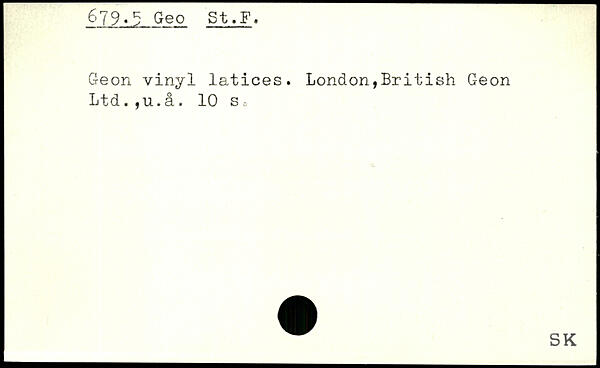 679.5 Geo St.F.
Geon vinyl latices. London,British Geon
Ltd.,u.å. 10 s.
SK